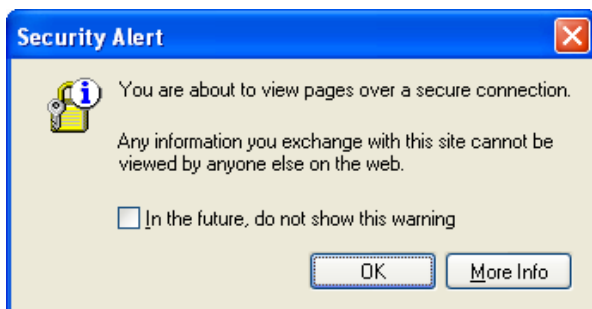 Security Alert
You are about to view pages over a secure connection.
Any information you exchange with this site cannot be
viewed by anyone else on the web.
In the future, do not show this warning
OK
More Info